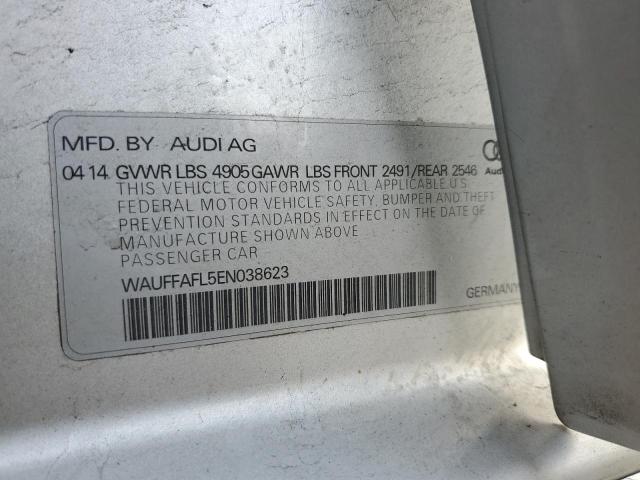 MFD. BY AUDI AG
04 14 GVWR LBS 4905 GAWR LBS FRONT 2491/REAR 2546
Audi
THIS VEHICLE CONFORMS TO ALL APPLICABLE U.S
FEDERAL MOTOR VEHICLE SAFETY, BUMPER AND THEFT
PREVENTION STANDARDS IN EFFECT ON THE DATE OF
MANUFACTURE SHOWN ABOVE
PASSENGER CAR
WAUFFAFL5EN038623
GERMANY